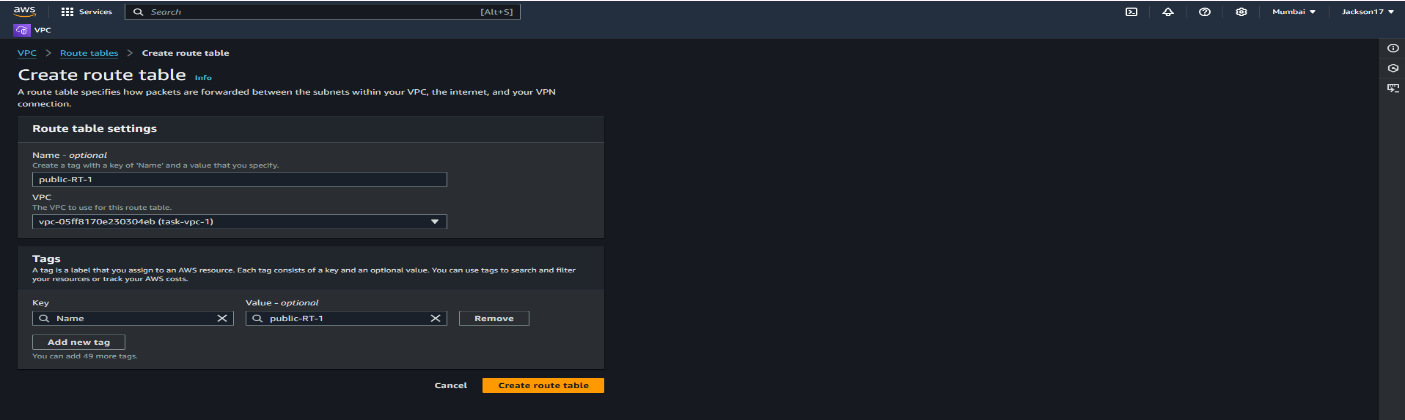 aws Services Search [Alt+S] Mumbai Jackson17
VPC
VPC > Route tables > Create route table
Create route table Info
A route table specifies how packets are forwarded between the subnets within your VPC, the internet, and your VPN
connection.
Route table settings
Name - optional
Create a tag with a key of 'Name' and a value that you specify.
public-RT-1
VPC
The VPC to use for this route table.
vpc-05ff8170e230304eb (task-vpc-1)
Tags
A tag is a label that you assign to an AWS resource. Each tag consists of a key and an optional value. You can use tags to search and filter
your resources or track your AWS costs.
Key Value - optional
Name public-RT-1 Remove
Add new tag
You can add 49 more tags.
Cancel Create route table